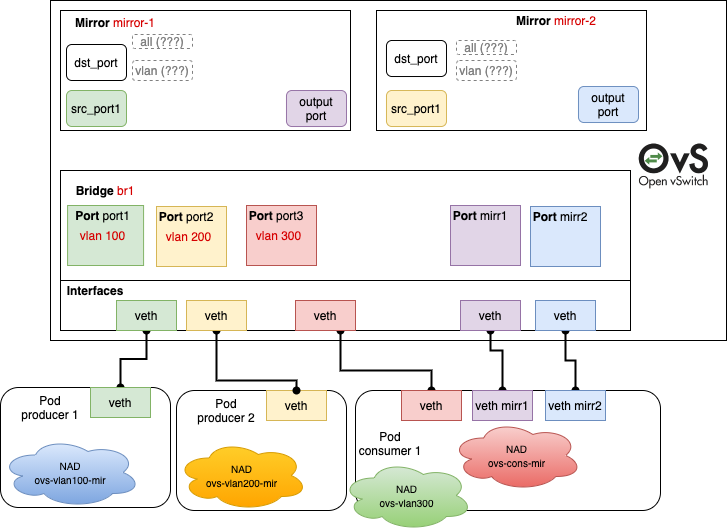 Mirror mirror-1
all (???)
dst_port
vlan (???)
src_port1
output
port
Mirror mirror-2
all (???)
dst_port
vlan (???)
src_port1
output
port
OvS
Open vSwitch
Bridge br1
Port port1
vlan 100
Port port2
vlan 200
Port port3
vlan 300
Port mirr1
Port mirr2
Interfaces
veth
veth
veth
veth
veth
Pod
producer 1
veth
NAD
ovs-vlan100-mir
Pod
producer 2
veth
NAD
ovs-vlan200-mir
Pod
consumer 1
veth
veth mirr1
veth mirr2
NAD
ovs-cons-mir
NAD
ovs-vlan300